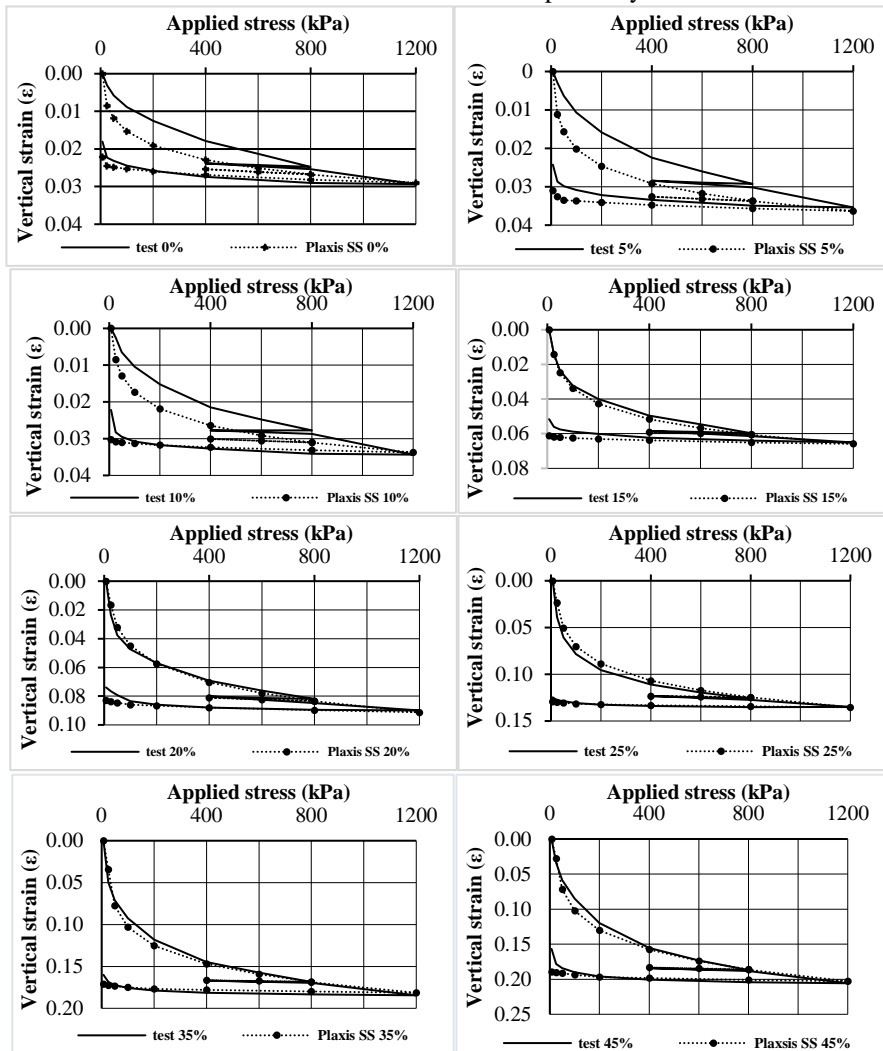 Applied stress (kPa)
0 400 800 1200
0.00
0.01
0.02
0.03
0.04
Vertical strain (ε)
test 0% Plaxis SS 0%
Applied stress (kPa)
0 400 800 1200
0
0.01
0.02
0.03
0.04
Vertical strain (ε)
test 5% Plaxis SS 5%
Applied stress (kPa)
0 400 800 1200
0.00
0.01
0.02
0.03
0.04
Vertical strain (ε)
test 10% Plaxis SS 10%
Applied stress (kPa)
0 400 800 1200
0.00
0.02
0.04
0.06
0.08
Vertical strain (ε)
test 15% Plaxis SS 15%
Applied stress (kPa)
0 400 800 1200
0.00
0.02
0.04
0.06
0.08
0.10
Vertical strain (ε)
test 20% Plaxis SS 20%
Applied stress (kPa)
0 400 800 1200
0.00
0.05
0.10
0.15
Vertical strain (ε)
test 25% Plaxis SS 25%
Applied stress (kPa)
0 400 800 1200
0.00
0.05
0.10
0.15
0.20
Vertical strain (ε)
test 35% Plaxis SS 35%
Applied stress (kPa)
0 400 800 1200
0.00
0.05
0.10
0.15
0.20
0.25
Vertical strain (ε)
test 45% Plaxsis SS 45%